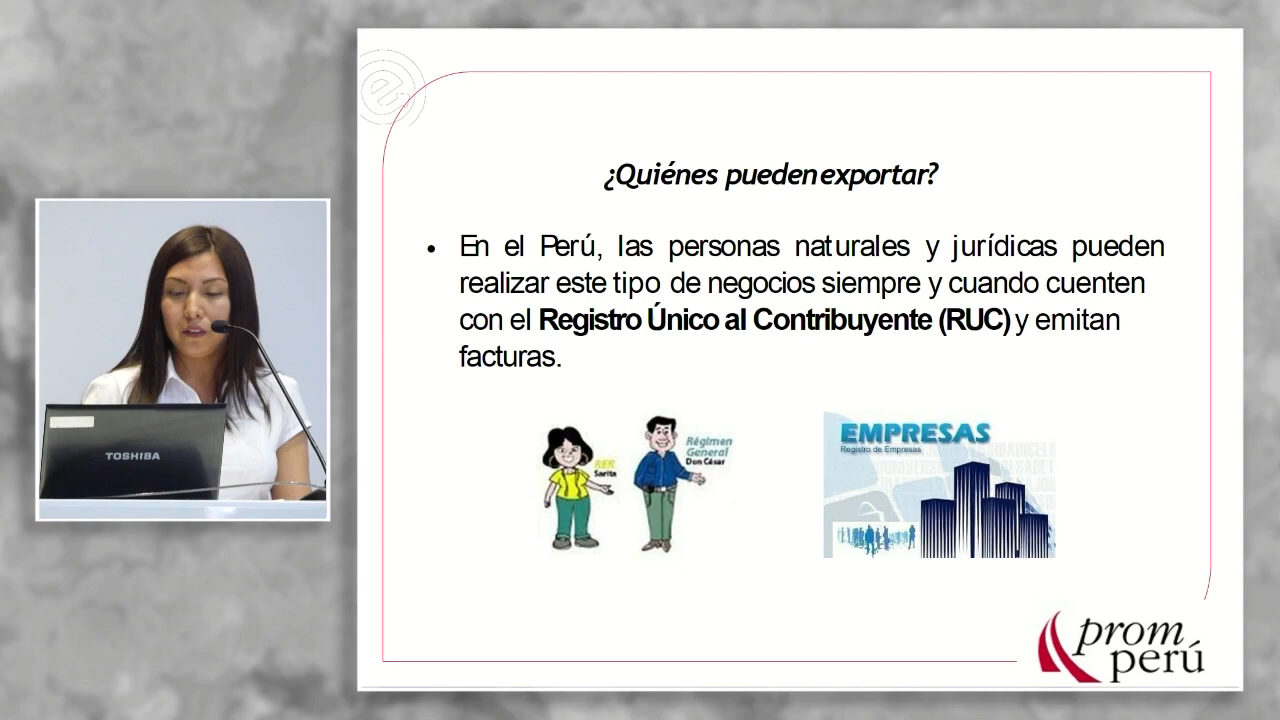 ¿Quiénes pueden exportar?
• En el Perú, las personas naturales y jurídicas pueden
realizar este tipo de negocios siempre y cuando cuenten
con el Registro Único al Contribuyente (RUC) y emitan
facturas.
RER
Sarita
Régimen
General
Don César
EMPRESAS
Registro de Empresas
TOSHIBA
prom
perú